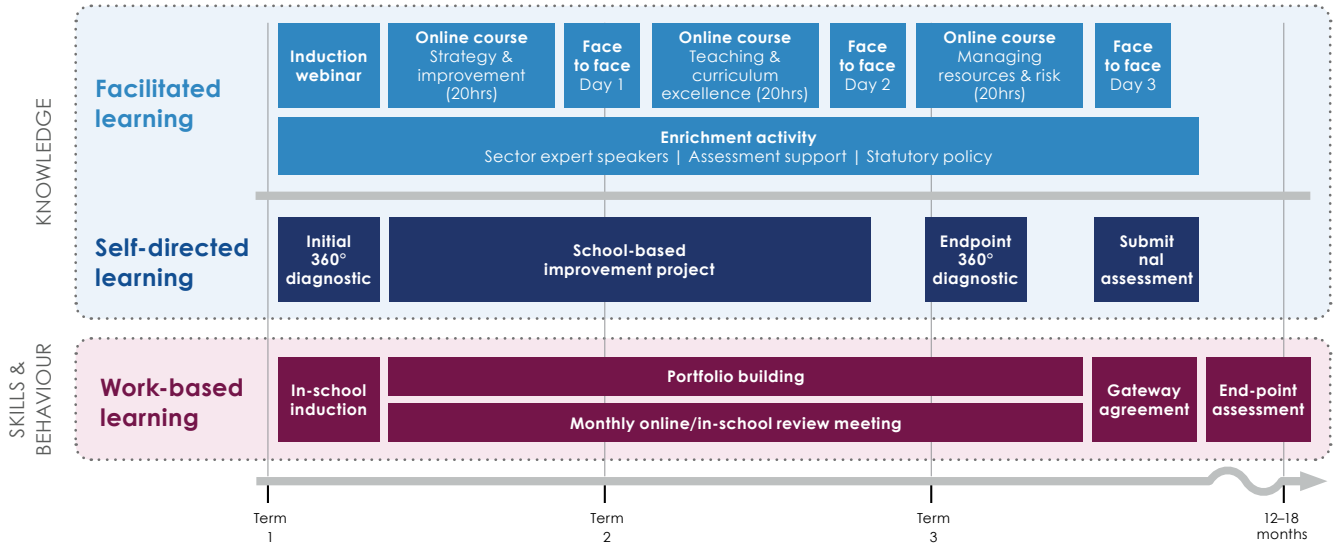 KNOWLEDGE
Facilitated
learning
Induction
webinar
Online course
Strategy &
improvement
(20hrs)
Face
to face
Day 1
Online course
Teaching &
curriculum
excellence (20hrs)
Face
to face
Day 2
Online course
Managing
resources & risk
(20hrs)
Face
to face
Day 3
Enrichment activity
Sector expert speakers | Assessment support | Statutory policy
Self-directed
learning
Initial
360°
diagnostic
School-based
improvement project
Endpoint
360°
diagnostic
Submit
nal
assessment
SKILLS &
BEHAVIOUR
Work-based
learning
In-school
induction
Portfolio building
Monthly online/in-school review meeting
Gateway
agreement
End-point
assessment
Term
1
Term
2
Term
3
12–18
months